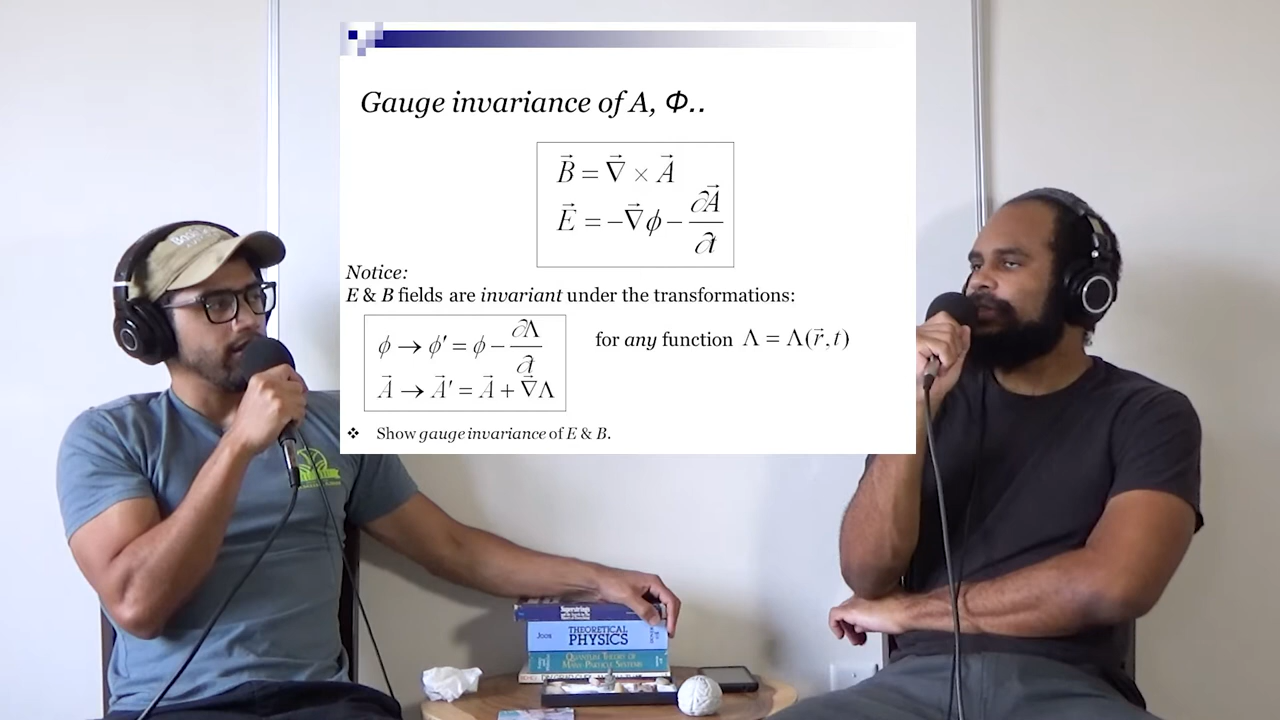 Gauge invariance of A, Φ..
B⃗ = ∇⃗ × A⃗
E⃗ = −∇⃗ϕ − ∂A⃗/∂t
Notice:
E & B fields are invariant under the transformations:
ϕ → ϕ′ = ϕ − ∂Λ/∂t
for any function Λ = Λ(r⃗, t)
A⃗ → A⃗′ = A⃗ + ∇⃗Λ
❖ Show gauge invariance of E & B.
Superstrings
Joos THEORETICAL PHYSICS
QUANTUM THEORY OF MANY-PARTICLE SYSTEMS